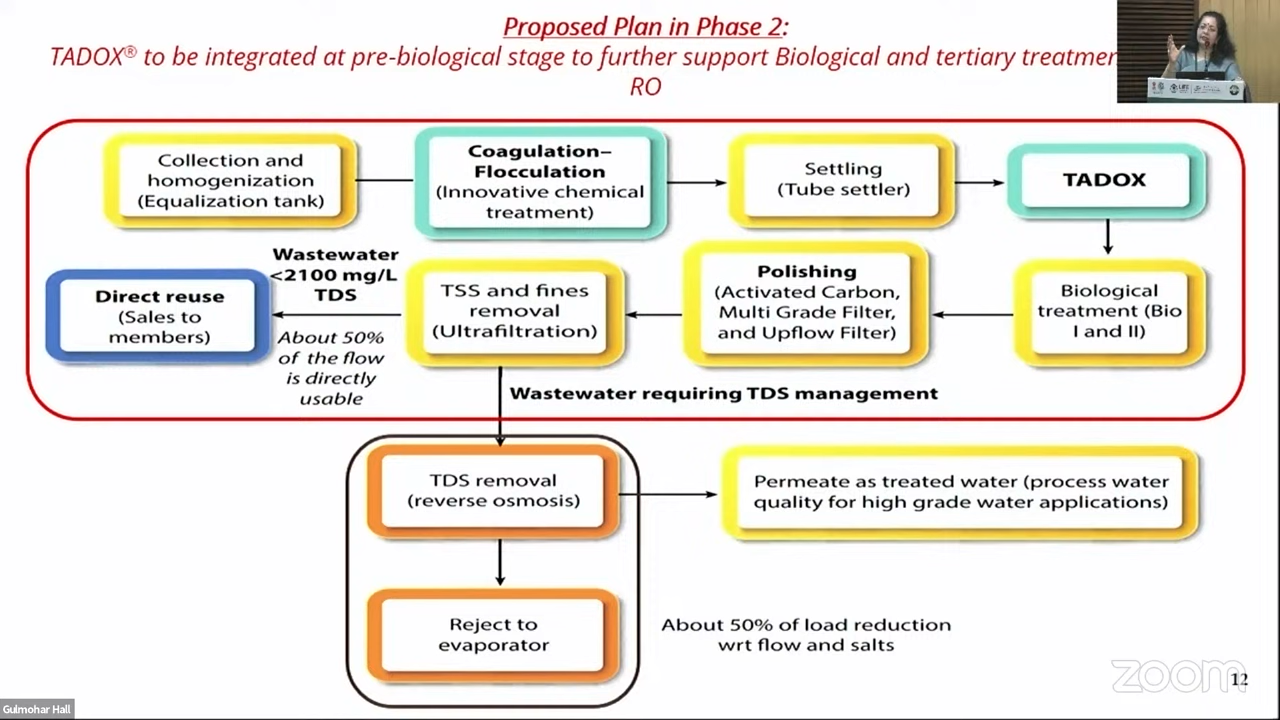 Proposed Plan in Phase 2:
TADOX® to be integrated at pre-biological stage to further support Biological and tertiary
RO
Collection and
homogenization
(Equalization tank)
Coagulation–
Flocculation
(Innovative chemical
treatment)
Settling
(Tube settler)
TADOX
Direct reuse
(Sales to
members)
Wastewater
<2100 mg/L
TDS
About 50%
of the flow
is directly
usable
TSS and fines
removal
(Ultrafiltration)
Polishing
(Activated Carbon,
Multi Grade Filter,
and Upflow Filter)
Biological
treatment (Bio
I and II)
Wastewater requiring TDS management
TDS removal
(reverse osmosis)
Permeate as treated water (process water
quality for high grade water applications)
Reject to
evaporator
About 50% of load reduction
wrt flow and salts
zoom
12
Gulmohar Hall